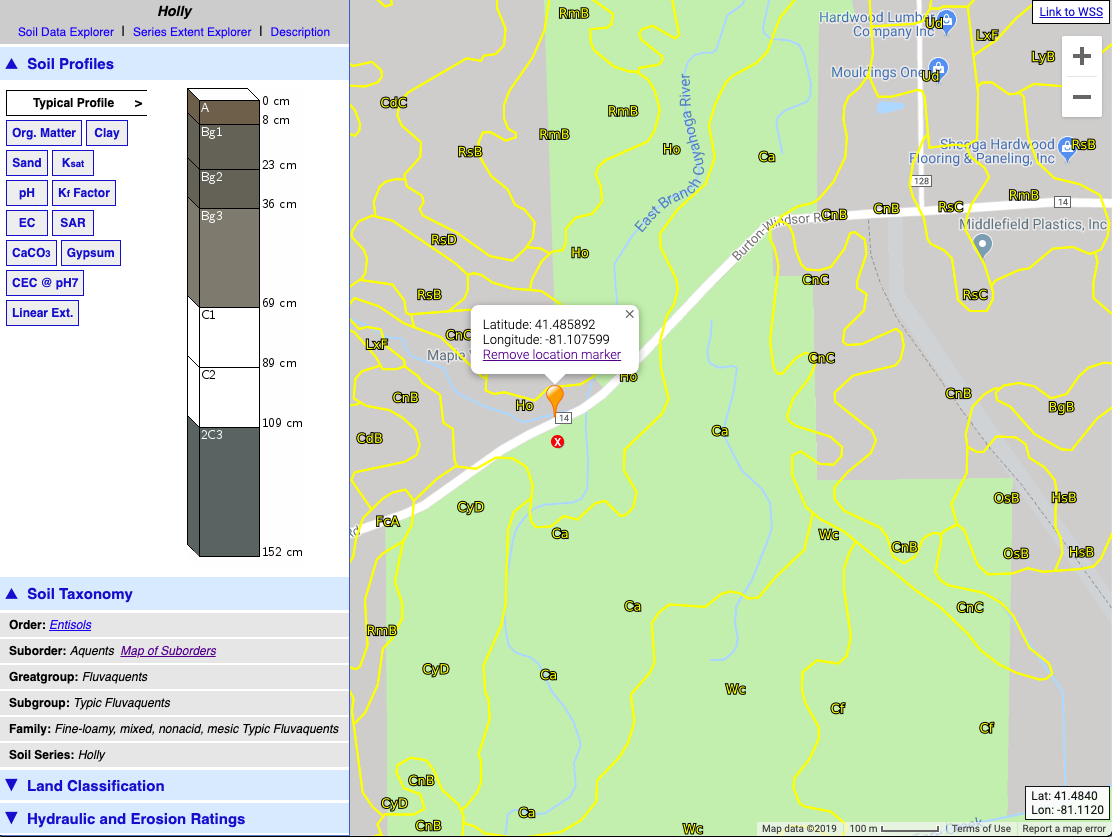 Holly
Soil Data Explorer | Series Extent Explorer | Description
Soil Profiles
Typical Profile >
Org. Matter Clay
Sand Ksat
pH Kf Factor
EC SAR
CaCO3 Gypsum
CEC @ pH7
Linear Ext.
A
Bg1
Bg2
Bg3
C1
C2
2C3
0 cm
8 cm
23 cm
36 cm
69 cm
89 cm
109 cm
152 cm
Soil Taxonomy
Order: Entisols
Suborder: Aquents Map of Suborders
Greatgroup: Fluvaquents
Subgroup: Typic Fluvaquents
Family: Fine-loamy, mixed, nonacid, mesic Typic Fluvaquents
Soil Series: Holly
Land Classification
Hydraulic and Erosion Ratings
Link to WSS
RmB
Hardwood Lumb
Company Inc
Ud
LxF
LyB
Mouldings One
Ud
CdC
RmB
RmB
RsB
Ho
Ca
East Branch Cuyahoga River
Sheoga Hardwood
Flooring & Paneling, Inc
RsB
128
RmB
14
CnB
CnB
RsC
Burton-Windsor R
Middlefield Plastics, Inc
RsD
Ho
CnC
RsB
RsC
Latitude: 41.485892
Longitude: -81.107599
Remove location marker
×
CnC
LxF
Maple
CnC
Ho
CnB
Ho
14
CnB
BgB
X
CdB
Ca
CyD
FcA
Rd
OsB
HsB
Ca
Wc
CnB
OsB
HsB
Ca
CnC
RmB
CyD
Ca
Wc
Cf
Cf
CnB
CyD
CnB
Ca
Wc
Lat: 41.4840
Lon: -81.1120
Map data ©2019 100 m Terms of Use Report a map error